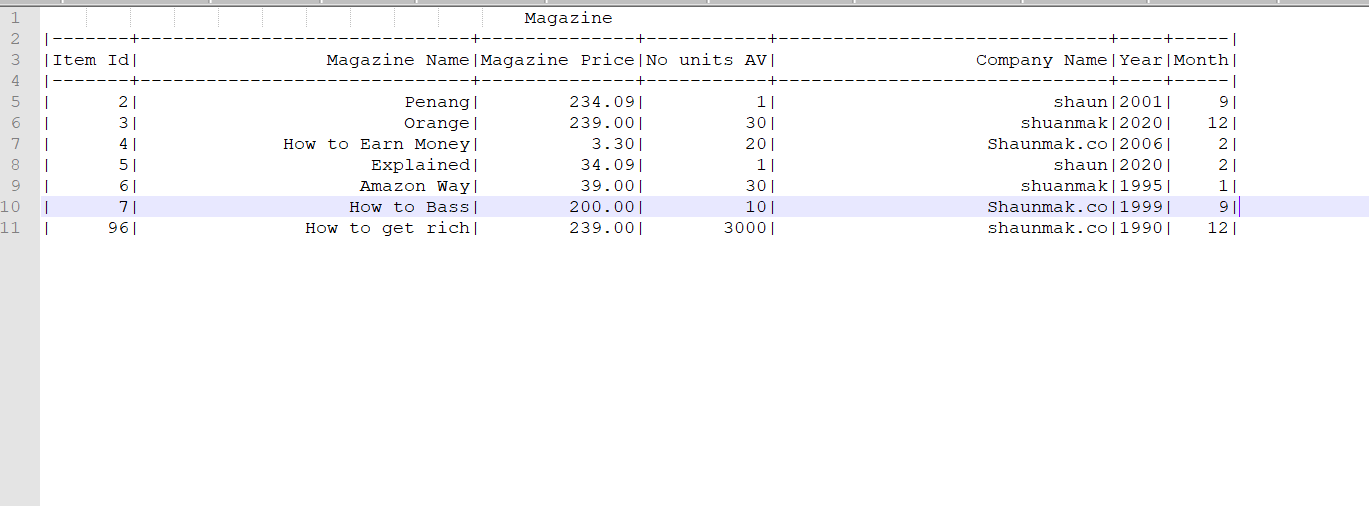 1 Magazine
2 |-------+------------------------------+--------------+-----------+------------------------------+----+-----|
3 |Item Id| Magazine Name|Magazine Price|No units AV| Company Name|Year|Month|
4 |-------+------------------------------+--------------+-----------+------------------------------+----+-----|
5 | 2| Penang| 234.09| 1| shaun|2001| 9|
6 | 3| Orange| 239.00| 30| shuanmak|2020| 12|
7 | 4| How to Earn Money| 3.30| 20| Shaunmak.co|2006| 2|
8 | 5| Explained| 34.09| 1| shaun|2020| 2|
9 | 6| Amazon Way| 39.00| 30| shuanmak|1995| 1|
10 | 7| How to Bass| 200.00| 10| Shaunmak.co|1999| 9|
11 | 96| How to get rich| 239.00| 3000| shaunmak.co|1990| 12|